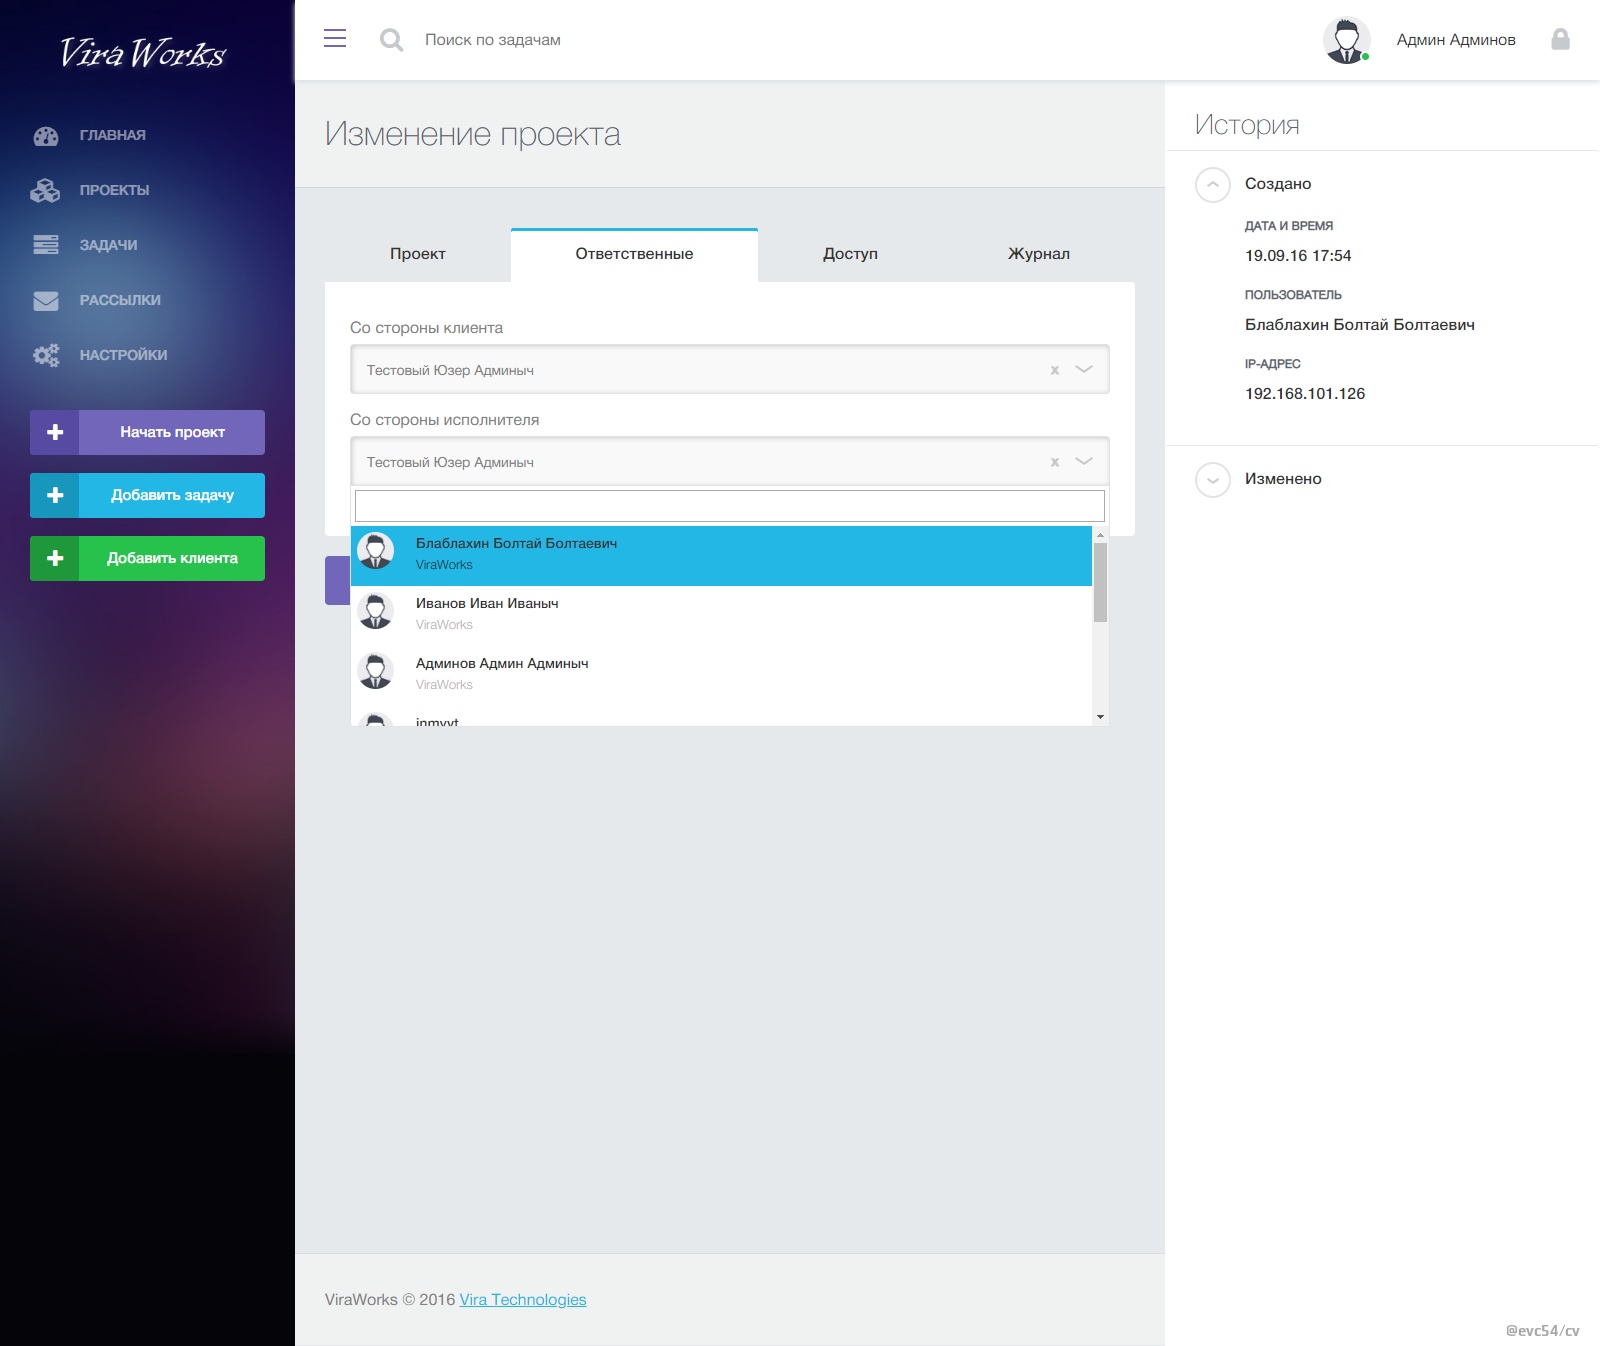 Vira Works
ГЛАВНАЯ
ПРОЕКТЫ
ЗАДАЧИ
РАССЫЛКИ
НАСТРОЙКИ
Начать проект
Добавить задачу
Добавить клиента
Поиск по задачам
Админ Админов
Изменение проекта
Проект
Ответственные
Доступ
Журнал
Со стороны клиента
Тестовый Юзер Админыч
x
Со стороны исполнителя
Тестовый Юзер Админыч
x
Блаблахин Болтай Болтаевич
ViraWorks
Иванов Иван Иваныч
ViraWorks
Админов Админ Админыч
ViraWorks
История
Создано
ДАТА И ВРЕМЯ
19.09.16 17:54
ПОЛЬЗОВАТЕЛЬ
Блаблахин Болтай Болтаевич
IP-АДРЕС
192.168.101.126
Изменено
ViraWorks © 2016 Vira Technologies
@evc54/cv